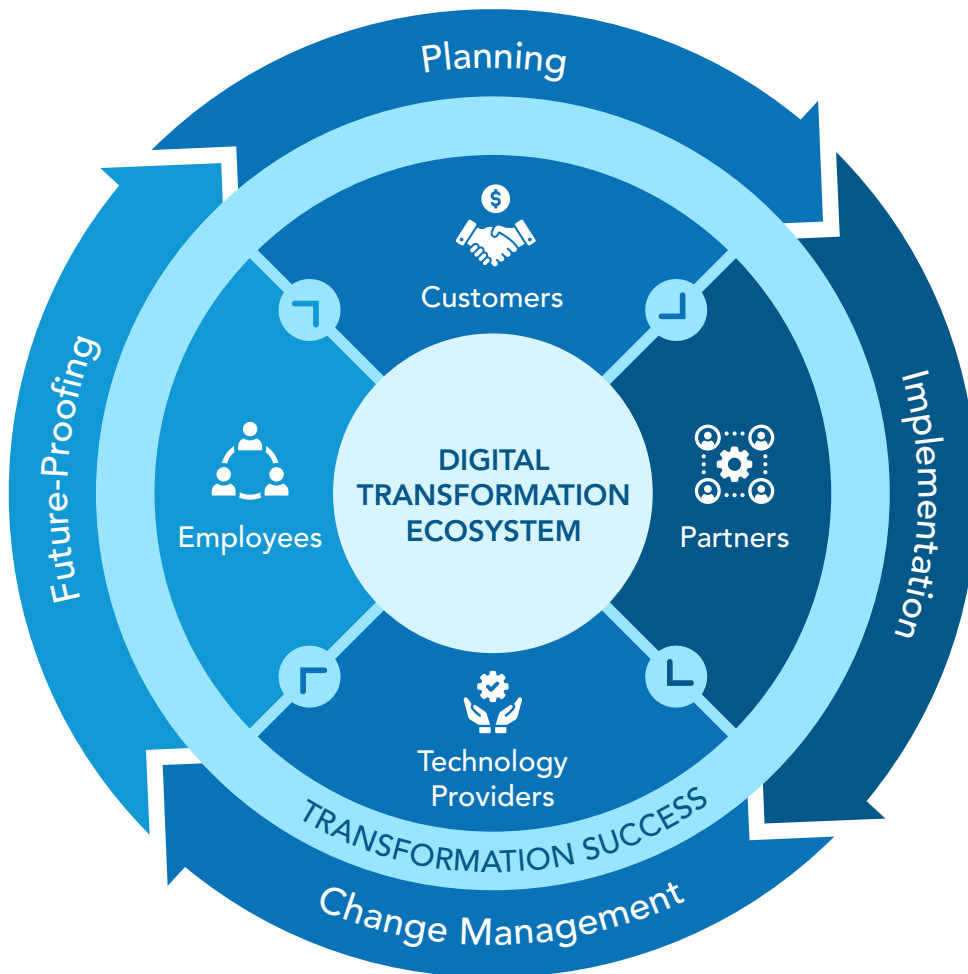 Planning
$
Customers
Future-Proofing
Implementation
DIGITAL
TRANSFORMATION
ECOSYSTEM
Employees
Partners
Technology
Providers
TRANSFORMATION SUCCESS
Change Management